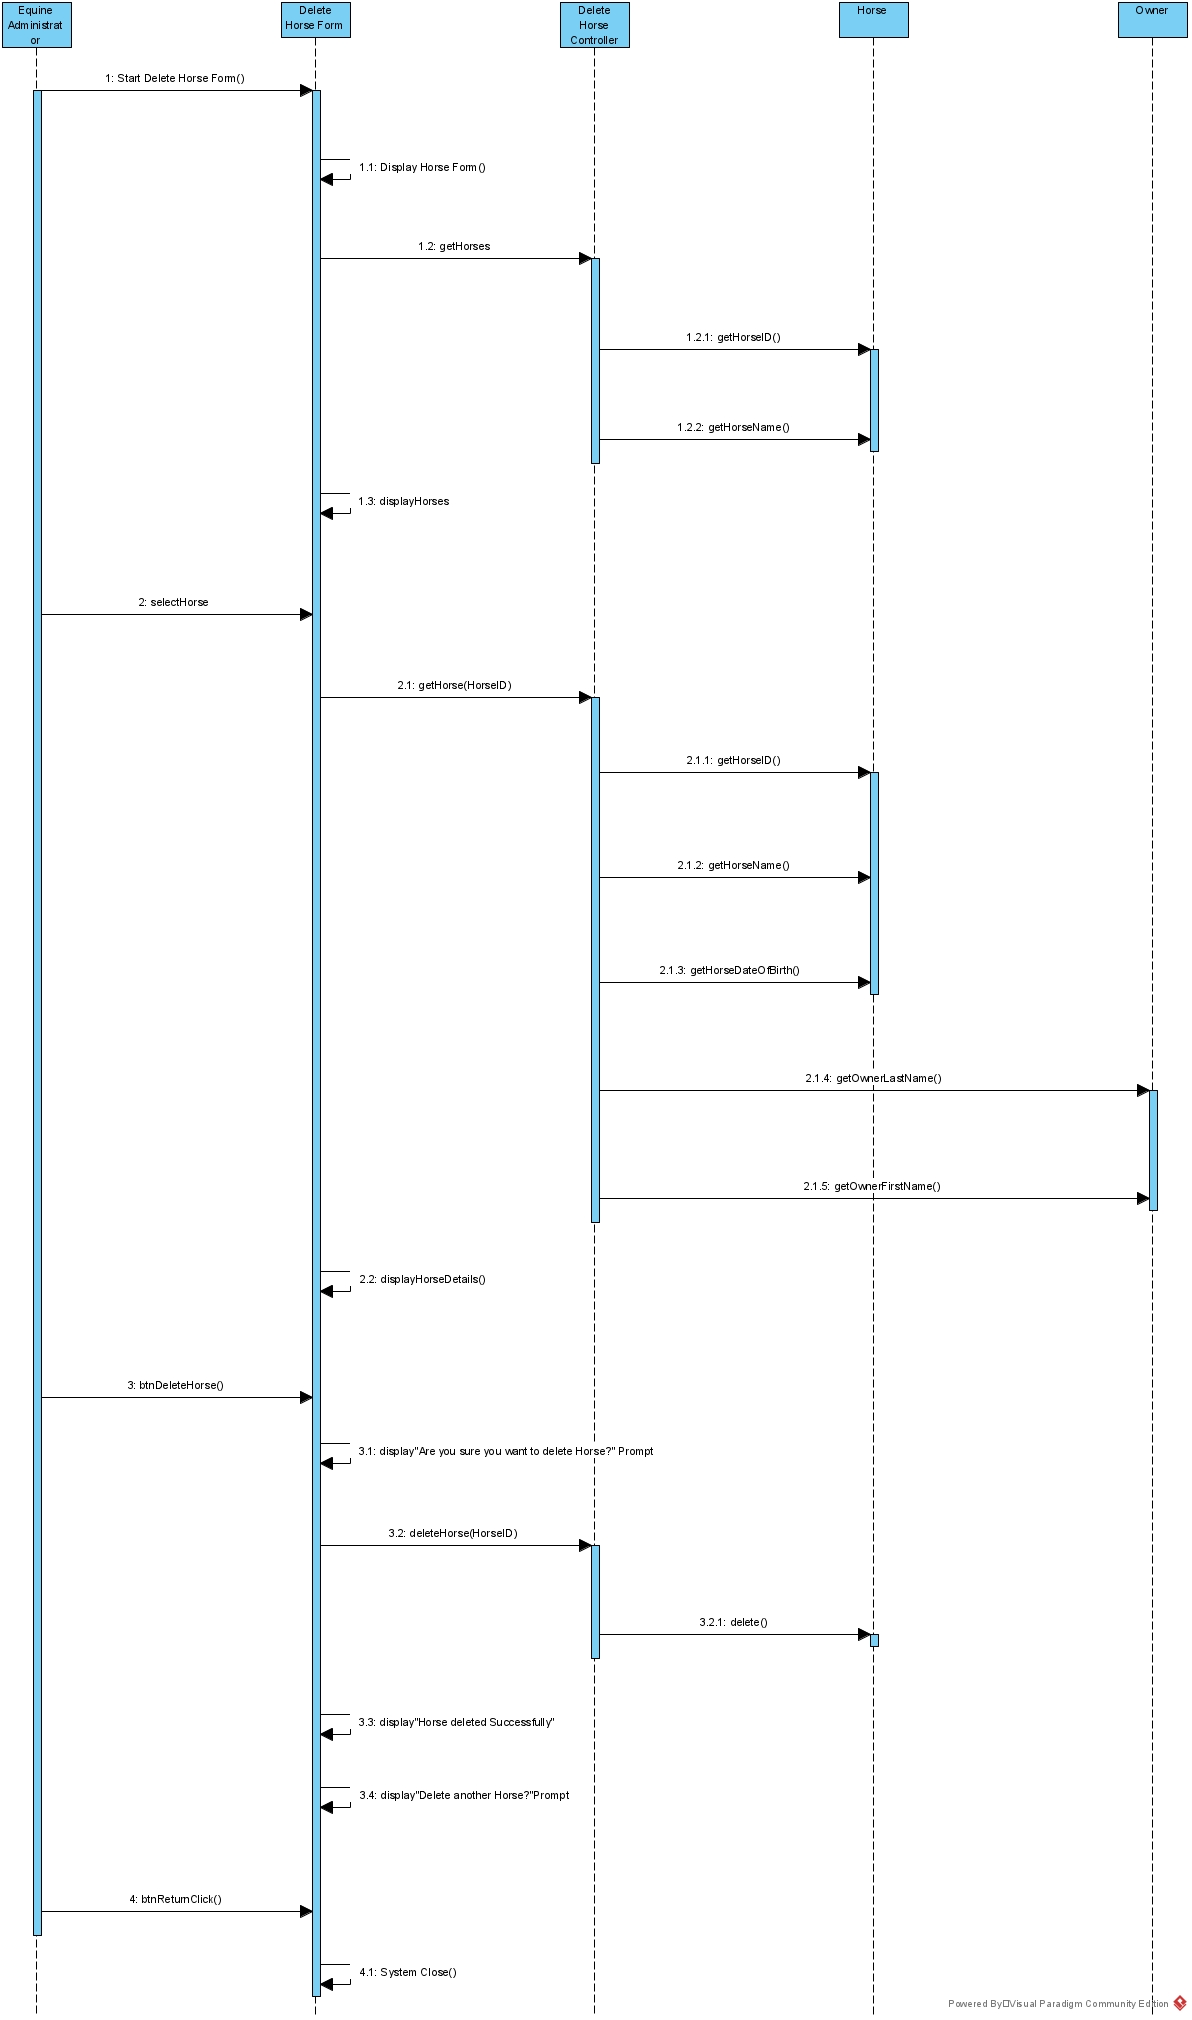 Equine
Administrat
or
Delete
Horse Form
Delete
Horse
Controller
Horse
Owner
1: Start Delete Horse Form()
1.1: Display Horse Form()
1.2: getHorses
1.2.1: getHorseID()
1.2.2: getHorseName()
1.3: displayHorses
2: selectHorse
2.1: getHorse(HorseID)
2.1.1: getHorseID()
2.1.2: getHorseName()
2.1.3: getHorseDateOfBirth()
2.1.4: getOwnerLastName()
2.1.5: getOwnerFirstName()
2.2: displayHorseDetails()
3: btnDeleteHorse()
3.1: display"Are you sure you want to delete Horse?" Prompt
3.2: deleteHorse(HorseID)
3.2.1: delete()
3.3: display"Horse deleted Successfully"
3.4: display"Delete another Horse?"Prompt
4: btnReturnClick()
4.1: System Close()
Powered By□Visual Paradigm Community Edition